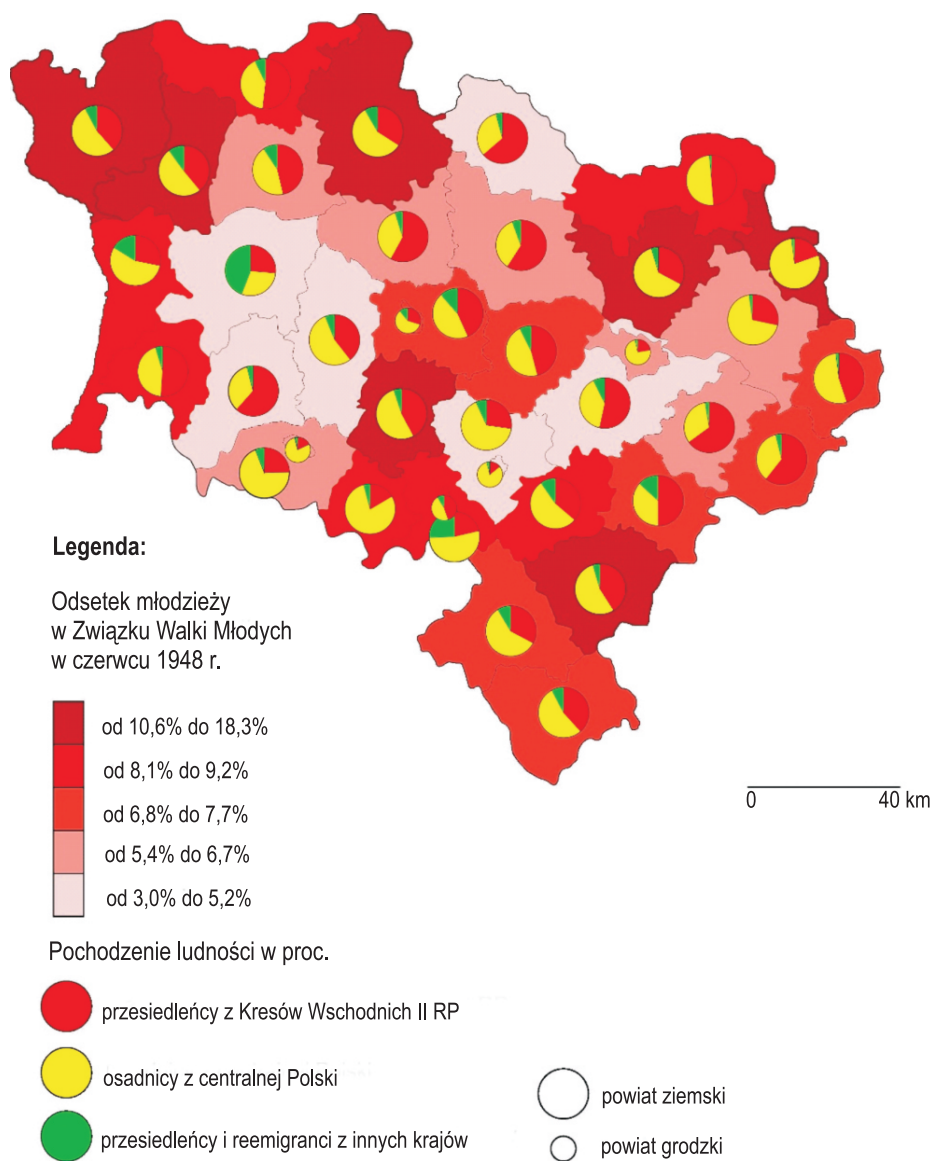 Legenda:
Odsetek młodzieży
w Związku Walki Młodych
w czerwcu 1948 r.
od 10,6% do 18,3%
od 8,1% do 9,2%
od 6,8% do 7,7%
od 5,4% do 6,7%
od 3,0% do 5,2%
0 40 km
Pochodzenie ludności w proc.
przesiedleńcy z Kresów Wschodnich II RP
osadnicy z centralnej Polski
przesiedleńcy i reemigranci z innych krajów
powiat ziemski
powiat grodzki